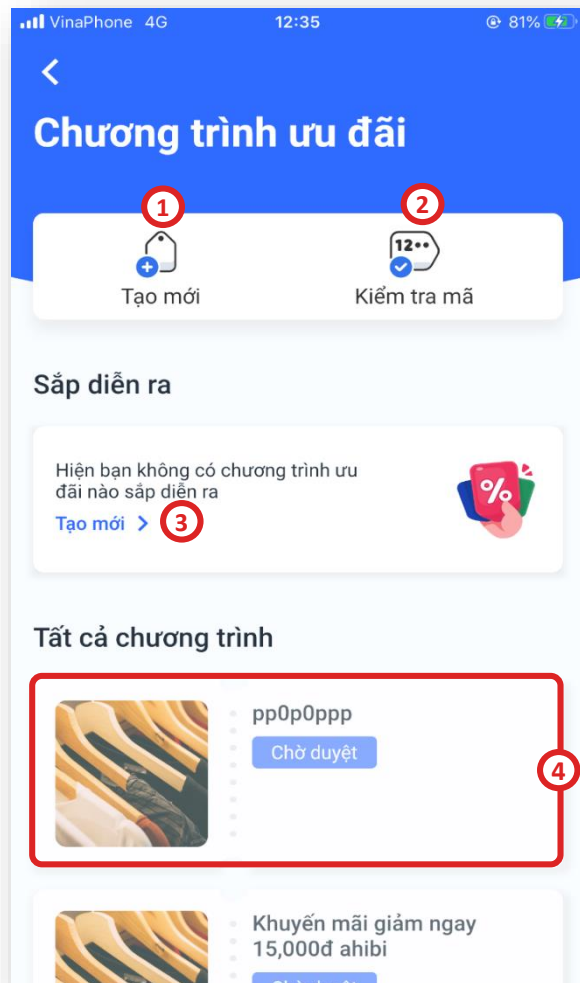 VinaPhone 4G 12:35 81%
Chương trình ưu đãi
1 2
12••
Tạo mới Kiểm tra mã
Sắp diễn ra
Hiện bạn không có chương trình ưu
đãi nào sắp diễn ra
%
Tạo mới > 3
Tất cả chương trình
pp0p0ppp
Chờ duyệt
4
Khuyến mãi giảm ngay
15,000đ ahibi
Chờ duyệt